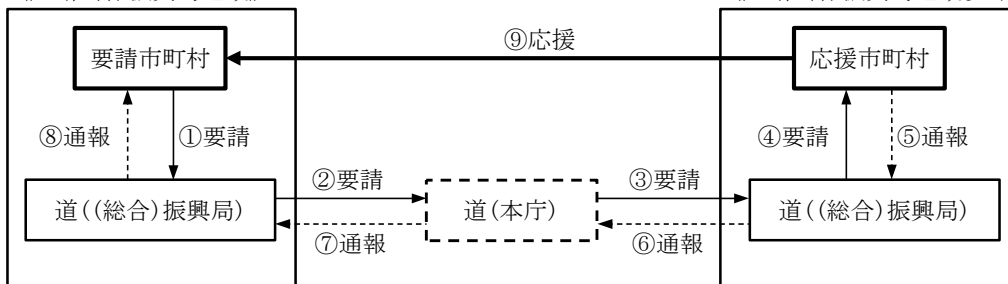 ⑨応援
要請市町村
応援市町村
⑧通報
①要請
④要請
⑤通報
②要請
③要請
道((総合)振興局)
道(本庁)
道((総合)振興局)
⑦通報
⑥通報